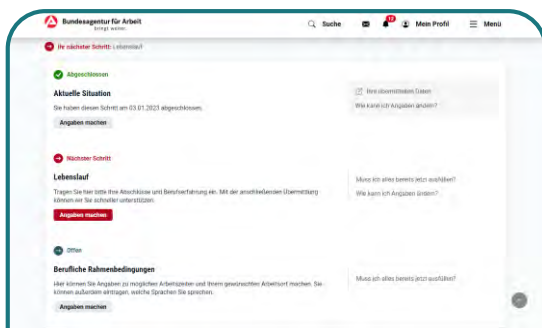 Bundesagentur für Arbeit
bringt weiter.
Suche
12
Mein Profil
Menü
Ihr nächster Schritt: Lebenslauf
Abgeschlossen
Aktuelle Situation
Sie haben diesen Schritt am 03.01.2023 abgeschlossen.
Angaben machen
Ihre übermittelten Daten
Wie kann ich Angaben ändern?
Nächster Schritt
Lebenslauf
Tragen Sie hier bitte Ihre Abschlüsse und Berufserfahrung ein. Mit der anschließenden Übermittlung
können wir Sie schneller unterstützen.
Angaben machen
Muss ich alles bereits jetzt ausfüllen?
Wie kann ich Angaben ändern?
Offen
Berufliche Rahmenbedingungen
Hier können Sie Angaben zu möglichen Arbeitszeiten und Ihrem gewünschten Arbeitsort machen. Sie
können außerdem eintragen, welche Sprachen Sie sprechen.
Angaben machen
Muss ich alles bereits jetzt ausfüllen?